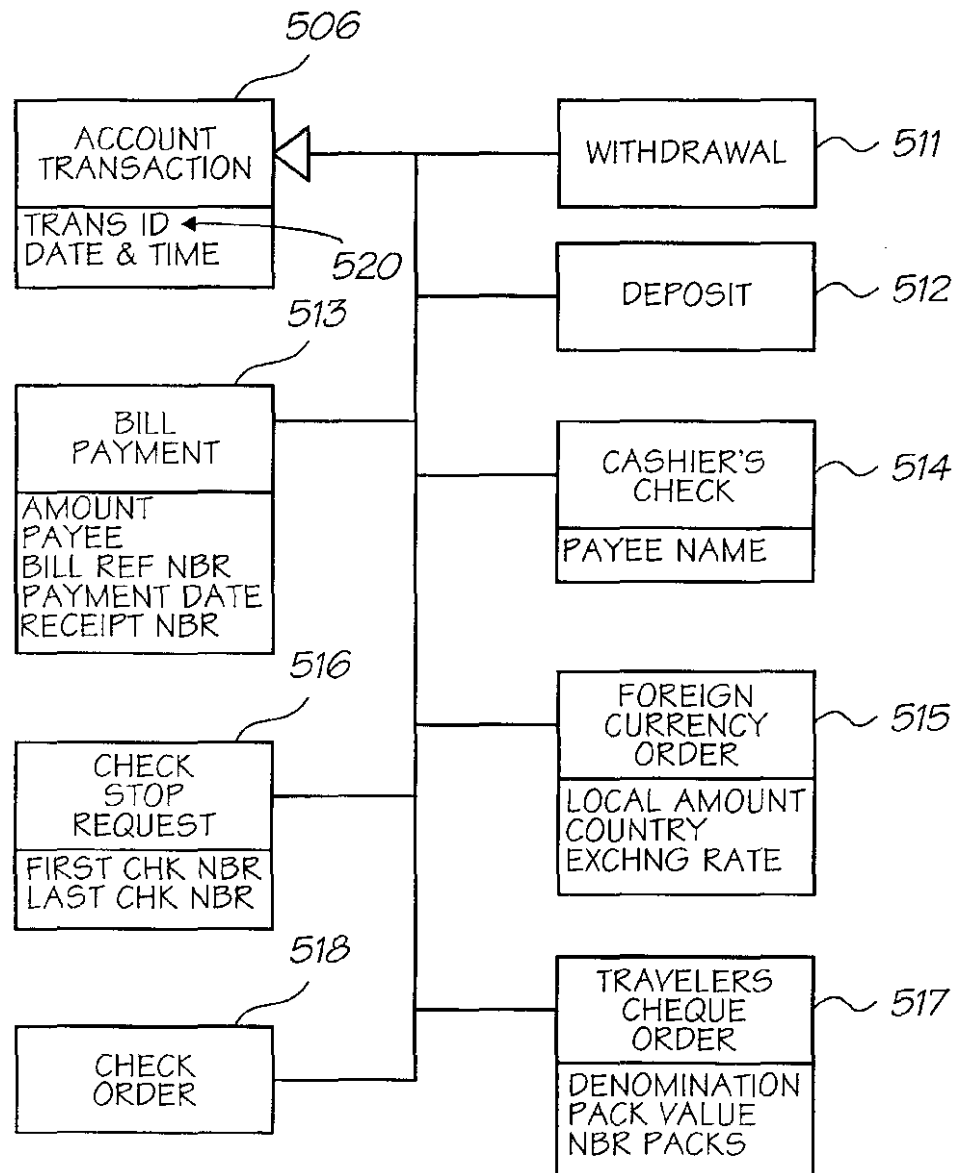 506
ACCOUNT
TRANSACTION
TRANS ID
DATE & TIME
520
WITHDRAWAL
511
DEPOSIT
512
513
BILL
PAYMENT
AMOUNT
PAYEE
BILL REF NBR
PAYMENT DATE
RECEIPT NBR
CASHIER'S
CHECK
PAYEE NAME
514
516
CHECK
STOP
REQUEST
FIRST CHK NBR
LAST CHK NBR
FOREIGN
CURRENCY
ORDER
LOCAL AMOUNT
COUNTRY
EXCHNG RATE
515
518
CHECK
ORDER
TRAVELERS
CHEQUE
ORDER
DENOMINATION
PACK VALUE
NBR PACKS
517